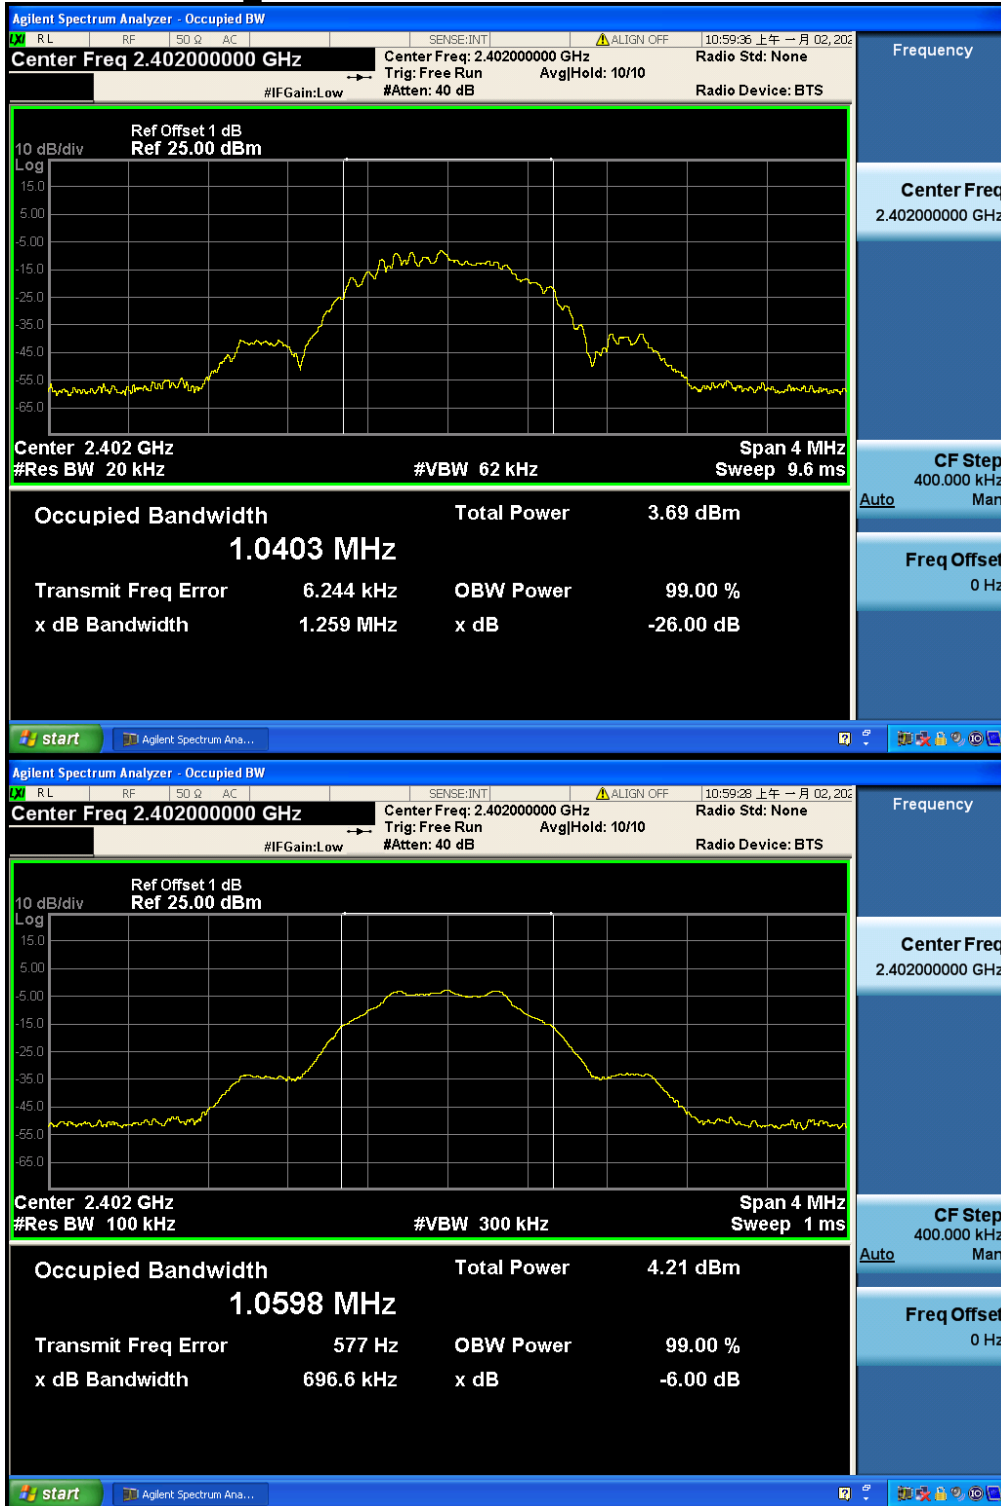 Agilent Spectrum Analyzer - Occupied BW
LXI RL RF 50 Ω AC SENSE:INT ALIGN OFF 10:59:36 上午 一月 02, 202
Center Freq 2.402000000 GHz
Center Freq: 2.402000000 GHz Radio Std: None
Trig: Free Run Avg|Hold: 10/10
#IFGain:Low #Atten: 40 dB Radio Device: BTS
Frequency
Ref Offset 1 dB
10 dB/div Ref 25.00 dBm
Log
15.0
5.00
-5.00
-15.0
-25.0
-35.0
-45.0
-55.0
-65.0
Center 2.402 GHz Span 4 MHz
#Res BW 20 kHz #VBW 62 kHz Sweep 9.6 ms
Occupied Bandwidth Total Power 3.69 dBm
1.0403 MHz
Transmit Freq Error 6.244 kHz OBW Power 99.00 %
x dB Bandwidth 1.259 MHz x dB -26.00 dB
Center Freq
2.402000000 GHz
CF Step
400.000 kHz
Auto Man
Freq Offset
0 Hz
start Agilent Spectrum Ana...
Agilent Spectrum Analyzer - Occupied BW
LXI RL RF 50 Ω AC SENSE:INT ALIGN OFF 10:59:28 上午 一月 02, 202
Center Freq 2.402000000 GHz
Center Freq: 2.402000000 GHz Radio Std: None
Trig: Free Run Avg|Hold: 10/10
#IFGain:Low #Atten: 40 dB Radio Device: BTS
Frequency
Ref Offset 1 dB
10 dB/div Ref 25.00 dBm
Log
15.0
5.00
-5.00
-15.0
-25.0
-35.0
-45.0
-55.0
-65.0
Center 2.402 GHz Span 4 MHz
#Res BW 100 kHz #VBW 300 kHz Sweep 1 ms
Occupied Bandwidth Total Power 4.21 dBm
1.0598 MHz
Transmit Freq Error 577 Hz OBW Power 99.00 %
x dB Bandwidth 696.6 kHz x dB -6.00 dB
Center Freq
2.402000000 GHz
CF Step
400.000 kHz
Auto Man
Freq Offset
0 Hz
start Agilent Spectrum Ana...